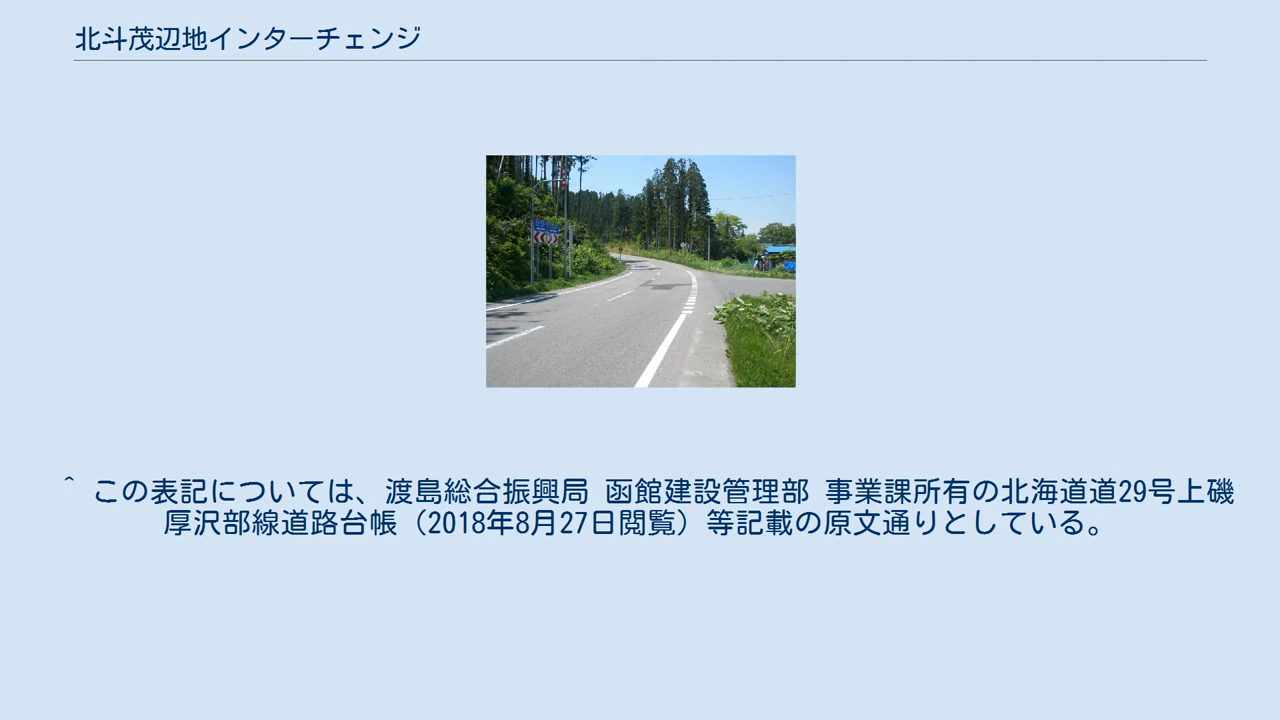 北斗茂辺地インターチェンジ
^ この表記については、渡島総合振興局 函館建設管理部 事業課所有の北海道道29号上磯
厚沢部線道路台帳（2018年8月27日閲覧）等記載の原文通りとしている。